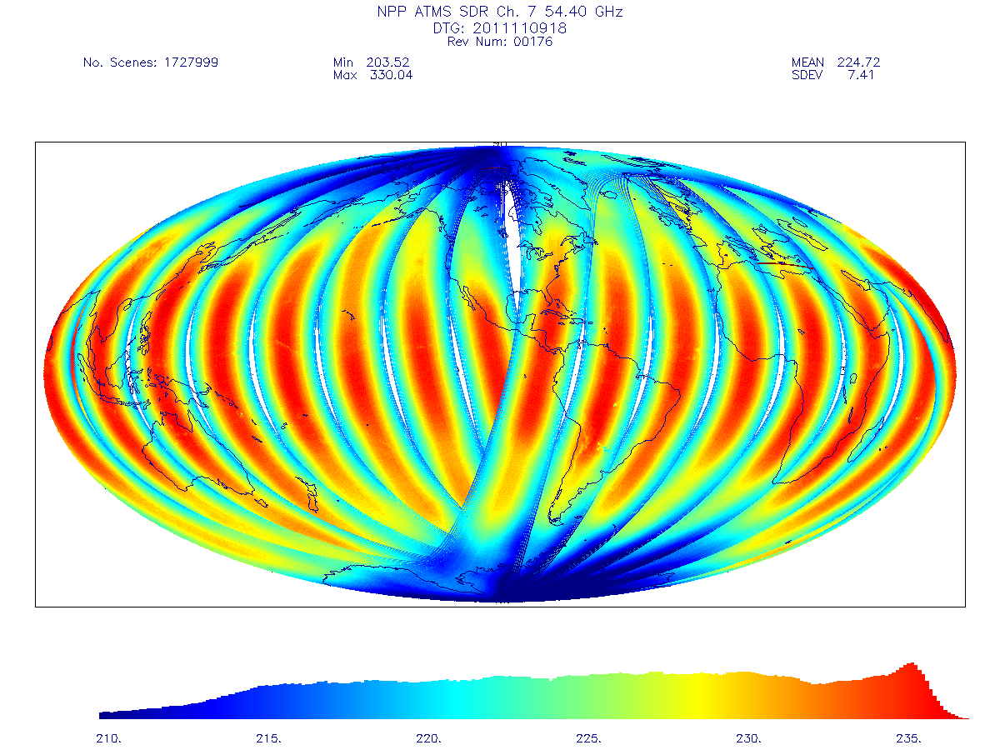 NPP ATMS SDR Ch. 7 54.40 GHz
DTG: 2011110918
Rev Num: 00176
No. Scenes: 1727999 Min 203.52 MEAN 224.72
Max 330.04 SDEV 7.41
210. 215. 220. 225. 230. 235.